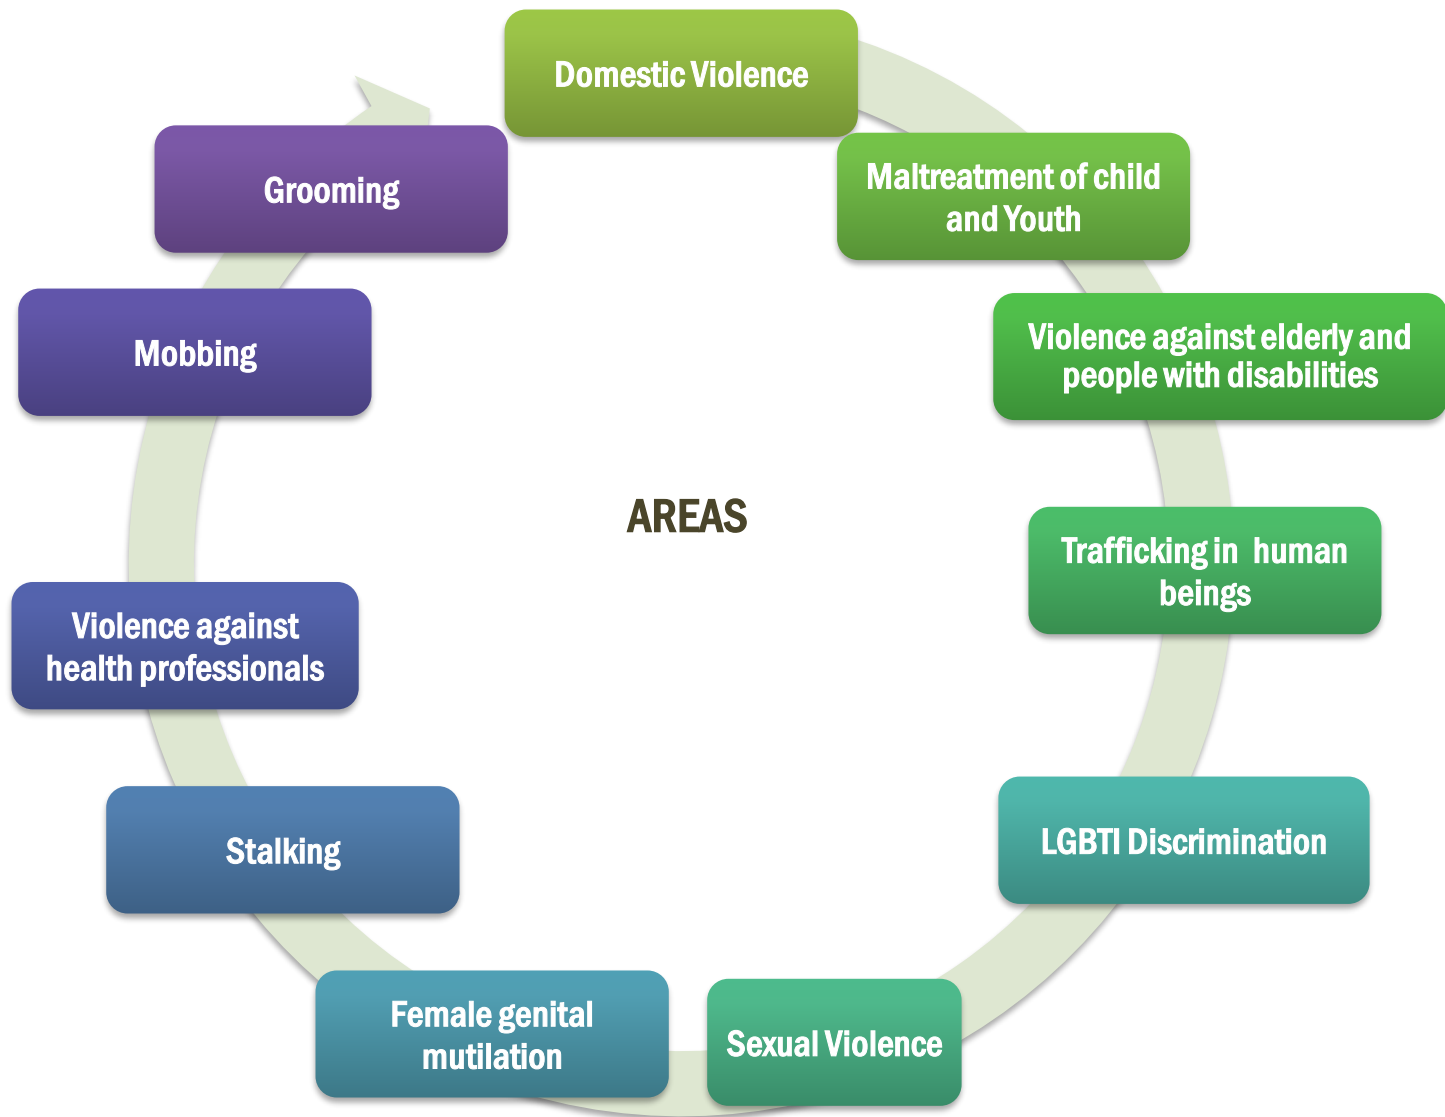 Domestic Violence
Maltreatment of child
and Youth
Violence against elderly and
people with disabilities
Trafficking in  human
beings
LGBTI Discrimination
Sexual Violence
Female genital
mutilation
Stalking
Violence against
health professionals
Mobbing
Grooming
AREAS